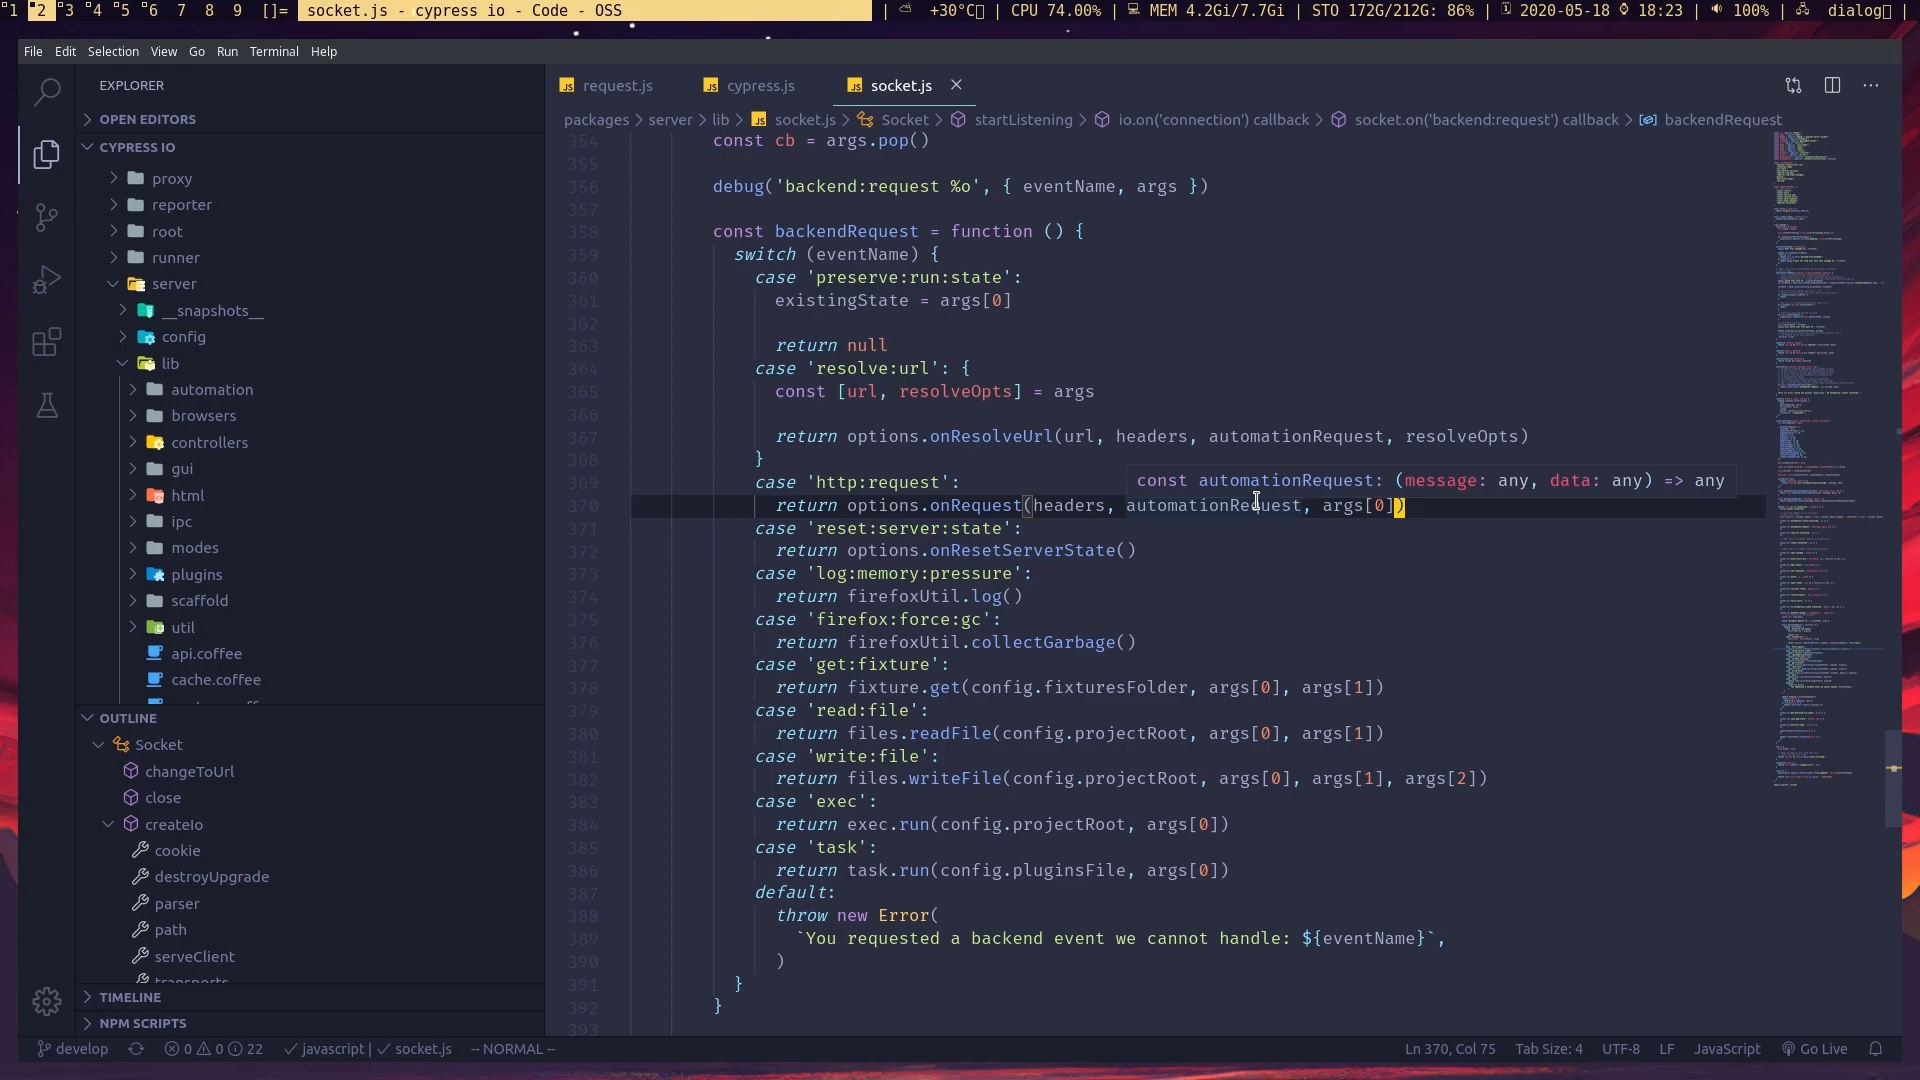 1 2 3 4 5 6 7 8 9 []= socket.js - cypress io - Code - OSS | +30°C | CPU 74.00% | MEM 4.2Gi/7.7Gi | STO 172G/212G: 86% | 2020-05-18 18:23 | 100% | dialog |
File Edit Selection View Go Run Terminal Help
EXPLORER
OPEN EDITORS
CYPRESS IO
proxy
reporter
root
runner
server
__snapshots__
config
lib
automation
browsers
controllers
gui
html
ipc
modes
plugins
scaffold
util
api.coffee
cache.coffee
OUTLINE
Socket
changeToUrl
close
createIo
cookie
destroyUpgrade
parser
path
serveClient
transports
TIMELINE
NPM SCRIPTS
JS request.js JS cypress.js JS socket.js
packages > server > lib > JS socket.js > Socket > startListening > io.on('connection') callback > socket.on('backend:request') callback > backendRequest
354 const cb = args.pop()
355
356 debug('backend:request %o', { eventName, args })
357
358 const backendRequest = function () {
359 switch (eventName) {
360 case 'preserve:run:state':
361 existingState = args[0]
362
363 return null
364 case 'resolve:url': {
365 const [url, resolveOpts] = args
366
367 return options.onResolveUrl(url, headers, automationRequest, resolveOpts)
368 }
369 case 'http:request':
const automationRequest: (message: any, data: any) => any
370 return options.onRequest(headers, automationRequest, args[0])
371 case 'reset:server:state':
372 return options.onResetServerState()
373 case 'log:memory:pressure':
374 return firefoxUtil.log()
375 case 'firefox:force:gc':
376 return firefoxUtil.collectGarbage()
377 case 'get:fixture':
378 return fixture.get(config.fixturesFolder, args[0], args[1])
379 case 'read:file':
380 return files.readFile(config.projectRoot, args[0], args[1])
381 case 'write:file':
382 return files.writeFile(config.projectRoot, args[0], args[1], args[2])
383 case 'exec':
384 return exec.run(config.projectRoot, args[0])
385 case 'task':
386 return task.run(config.pluginsFile, args[0])
387 default:
388 throw new Error(
389 `You requested a backend event we cannot handle: ${eventName}`,
390 )
391 }
392 }
393
develop 0 0 22 javascript | socket.js -- NORMAL -- Ln 370, Col 75 Tab Size: 4 UTF-8 LF JavaScript Go Live